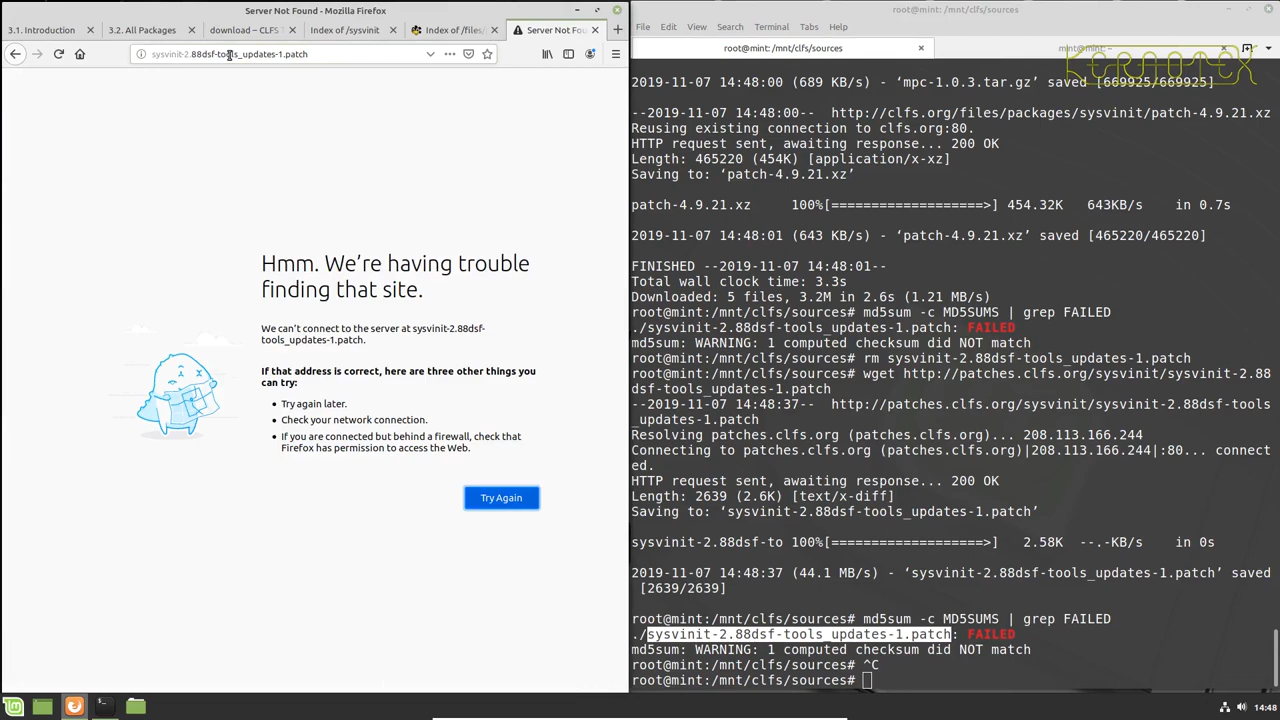 Server Not Found - Mozilla Firefox
3.1. Introduction
3.2. All Packages
download – CLFS T
Index of /sysvinit
Index of /files/
Server Not Fou
sysvinit-2.88dsf-tools_updates-1.patch
Hmm. We're having trouble
finding that site.
We can't connect to the server at sysvinit-2.88dsf-
tools_updates-1.patch.
If that address is correct, here are three other things you
can try:
Try again later.
Check your network connection.
If you are connected but behind a firewall, check that
Firefox has permission to access the Web.
Try Again
root@mint: /mnt/clfs/sources
File Edit View Search Terminal Tabs Help
root@mint: /mnt/clfs/sources
root@mint: ~
KERNOTEX
2019-11-07 14:48:00 (689 KB/s) - ‘mpc-1.0.3.tar.gz’ saved [669925/669925]
--2019-11-07 14:48:00-- http://clfs.org/files/packages/sysvinit/patch-4.9.21.xz
Reusing existing connection to clfs.org:80.
HTTP request sent, awaiting response... 200 OK
Length: 465220 (454K) [application/x-xz]
Saving to: ‘patch-4.9.21.xz’
patch-4.9.21.xz 100%[===================>] 454.32K 643KB/s in 0.7s
2019-11-07 14:48:01 (643 KB/s) - ‘patch-4.9.21.xz’ saved [465220/465220]
FINISHED --2019-11-07 14:48:01--
Total wall clock time: 3.3s
Downloaded: 5 files, 3.2M in 2.6s (1.21 MB/s)
root@mint:/mnt/clfs/sources# md5sum -c MD5SUMS | grep FAILED
./sysvinit-2.88dsf-tools_updates-1.patch: FAILED
md5sum: WARNING: 1 computed checksum did NOT match
root@mint:/mnt/clfs/sources# rm sysvinit-2.88dsf-tools_updates-1.patch
root@mint:/mnt/clfs/sources# wget http://patches.clfs.org/sysvinit/sysvinit-2.88
dsf-tools_updates-1.patch
--2019-11-07 14:48:37-- http://patches.clfs.org/sysvinit/sysvinit-2.88dsf-tools
_updates-1.patch
Resolving patches.clfs.org (patches.clfs.org)... 208.113.166.244
Connecting to patches.clfs.org (patches.clfs.org)|208.113.166.244|:80... connect
ed.
HTTP request sent, awaiting response... 200 OK
Length: 2639 (2.6K) [text/x-diff]
Saving to: ‘sysvinit-2.88dsf-tools_updates-1.patch’
sysvinit-2.88dsf-to 100%[===================>] 2.58K --.-KB/s in 0s
2019-11-07 14:48:37 (44.1 MB/s) - ‘sysvinit-2.88dsf-tools_updates-1.patch’ saved
[2639/2639]
root@mint:/mnt/clfs/sources# md5sum -c MD5SUMS | grep FAILED
./sysvinit-2.88dsf-tools_updates-1.patch: FAILED
md5sum: WARNING: 1 computed checksum did NOT match
root@mint:/mnt/clfs/sources# ^C
root@mint:/mnt/clfs/sources#
14:48